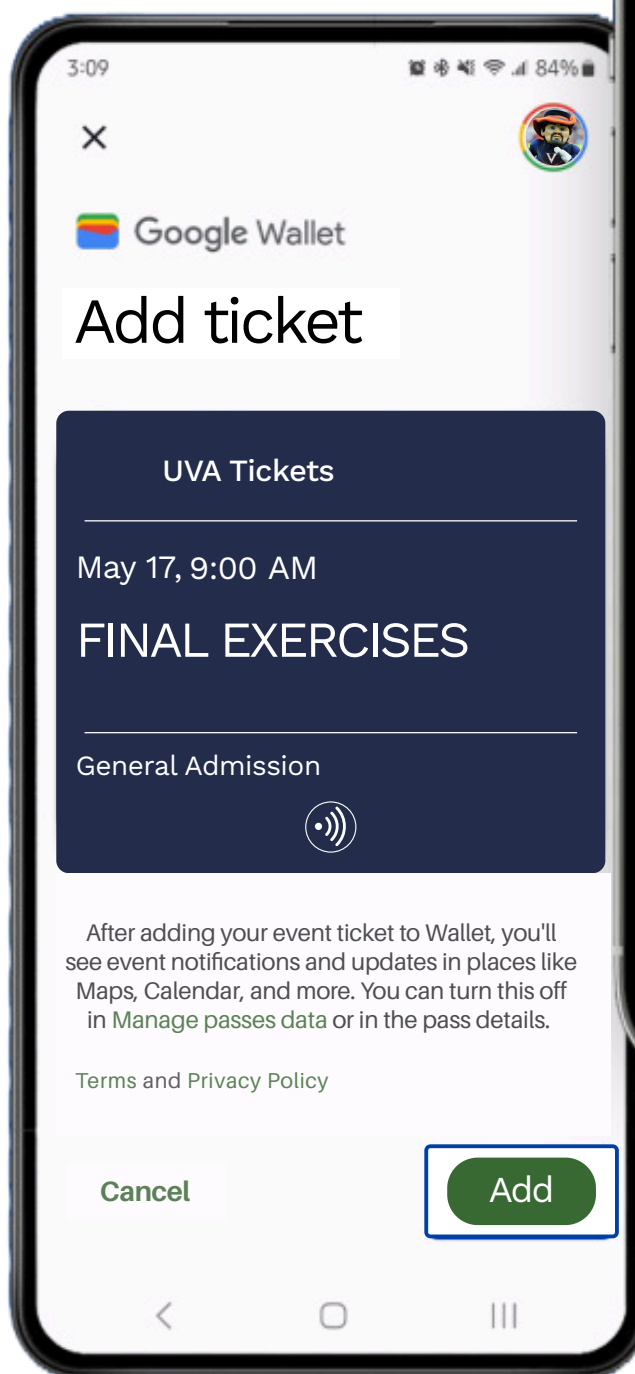 3:09 84%
Google Wallet
Add ticket
UVA Tickets
May 17, 9:00 AM
FINAL EXERCISES
General Admission
After adding your event ticket to Wallet, you'll
see event notifications and updates in places like
Maps, Calendar, and more. You can turn this off
in Manage passes data or in the pass details.
Terms and Privacy Policy
Cancel Add